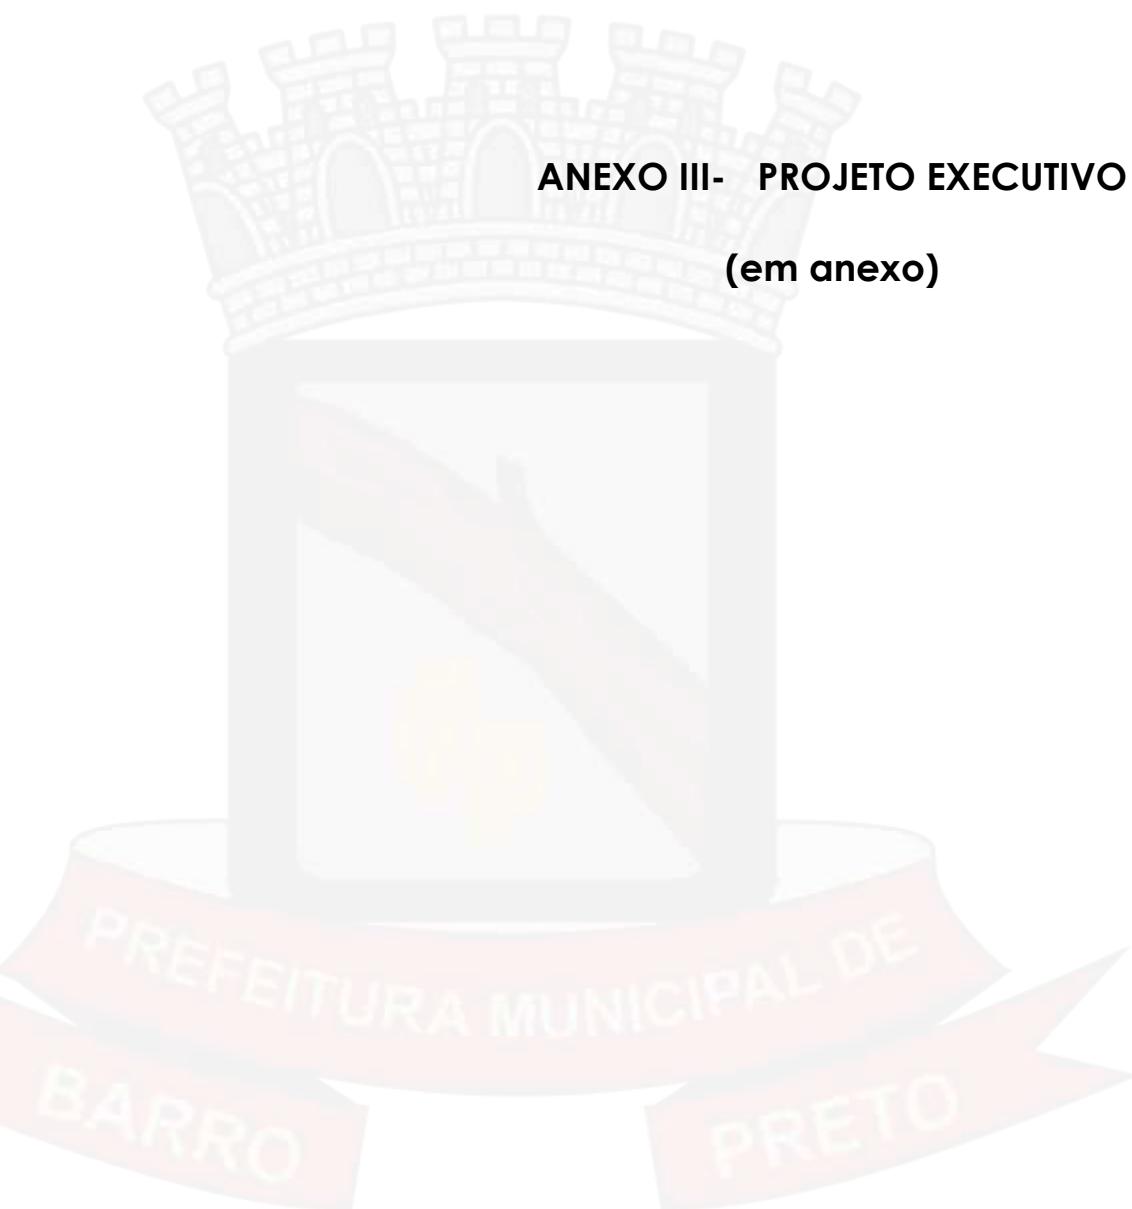 ANEXO III- PROJETO EXECUTIVO
(em anexo)
PREFEITURA MUNICIPAL DE
BARRO PRETO